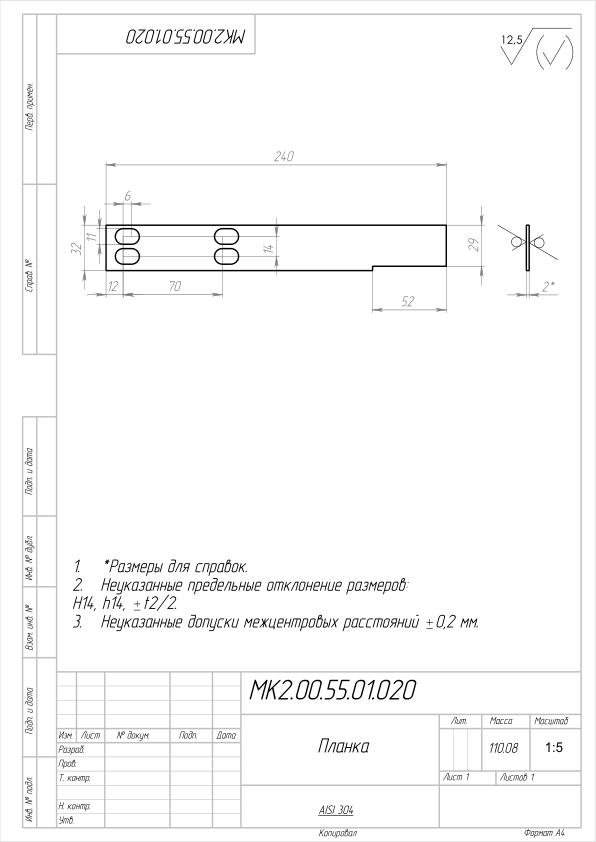 МК2.00.55.01.020
12,5
Перв. примен.
Справ. №
Подп. и дата
Инв. № дубл.
Взам. инв. №
Подп. и дата
Инв. № подл.
240
6
32
11
14
29
12
70
52
2*
1. *Размеры для справок.
2. Неуказанные предельные отклонение размеров:
H14, h14, ±t2/2.
3. Неуказанные допуски межцентровых расстояний ±0,2 мм.
МК2.00.55.01.020
Изм. Лист № докум. Подп. Дата
Разраб.
Пров.
Т. контр.
Н. контр.
Утв.
Планка
Лит. Масса Масштаб
110.08 1:5
Лист 1 Листов 1
AISI 304
Копировал Формат А4